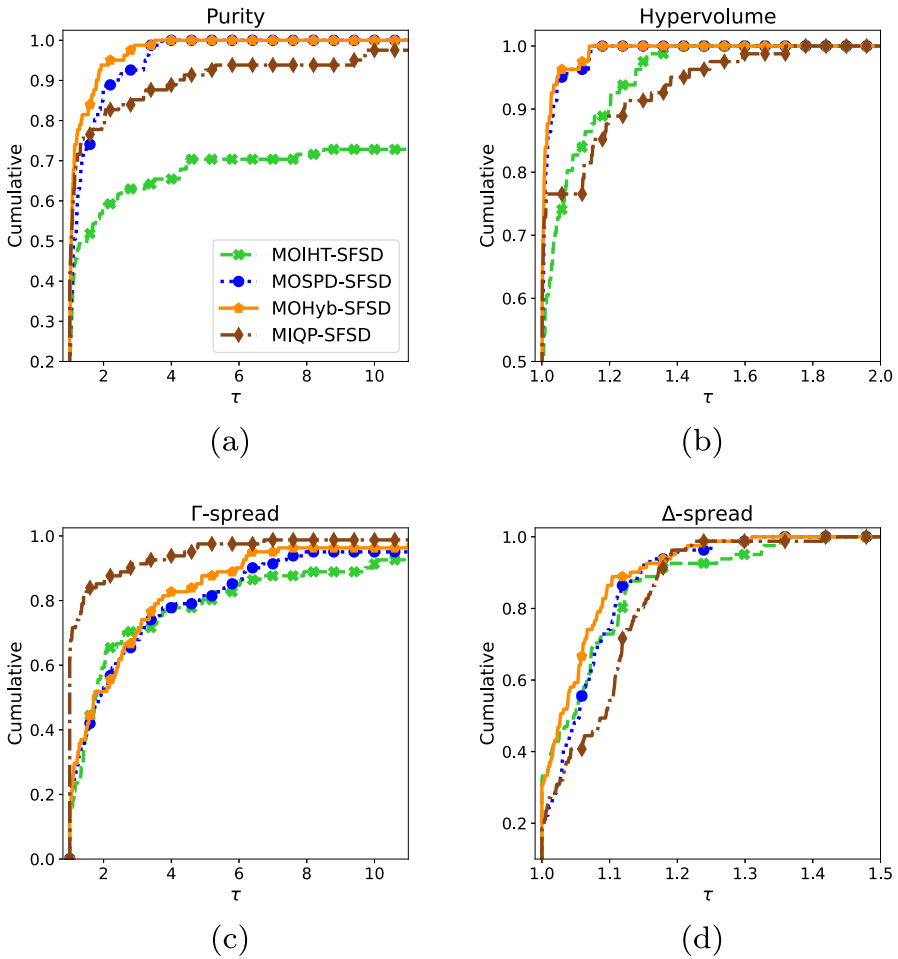 Purity
Cumulative
1.0
0.9
0.8
0.7
0.6
0.5
0.4
0.3
0.2
MOIHT-SFSD
MOSPD-SFSD
MOHyb-SFSD
MIQP-SFSD
2 4 6 8 10
τ
(a)
Hypervolume
Cumulative
1.0
0.9
0.8
0.7
0.6
0.5
1.0 1.2 1.4 1.6 1.8 2.0
τ
(b)
Γ-spread
Cumulative
1.0
0.8
0.6
0.4
0.2
0.0
2 4 6 8 10
τ
(c)
Δ-spread
Cumulative
1.0
0.8
0.6
0.4
0.2
1.0 1.1 1.2 1.3 1.4 1.5
τ
(d)